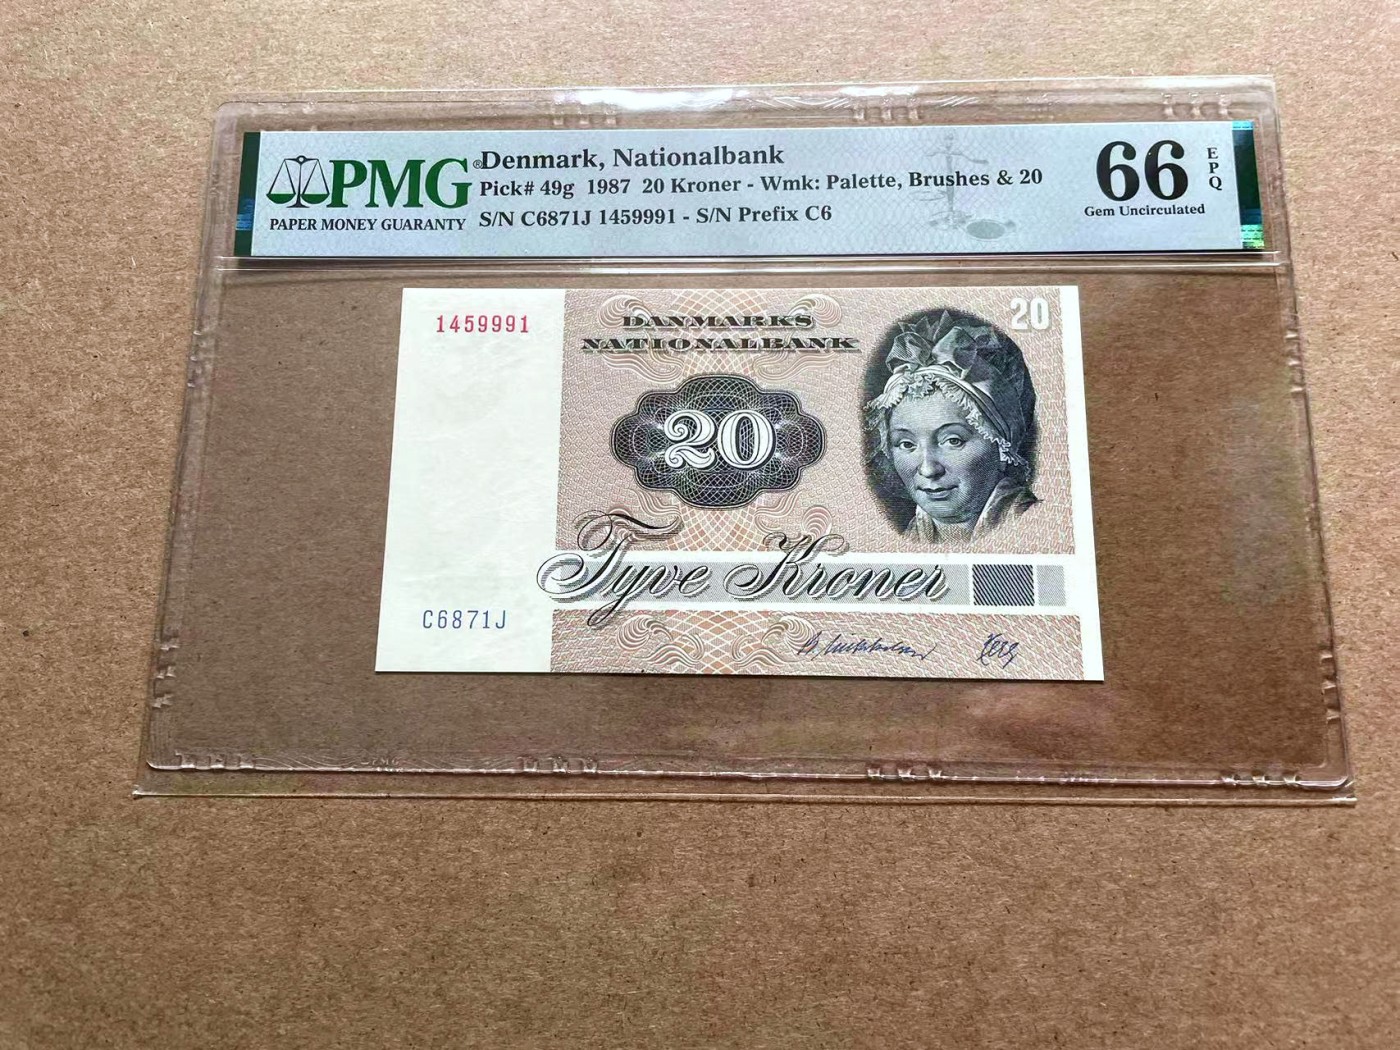 PMG®
PAPER MONEY GUARANTY
Denmark, Nationalbank
Pick# 49g 1987 20 Kroner - Wmk: Palette, Brushes & 20
S/N C6871J 1459991 - S/N Prefix C6
66
EPQ
Gem Uncirculated
1459991
DANMARKS
NATIONALBANK
20
20
Tyve Kroner
C6871J